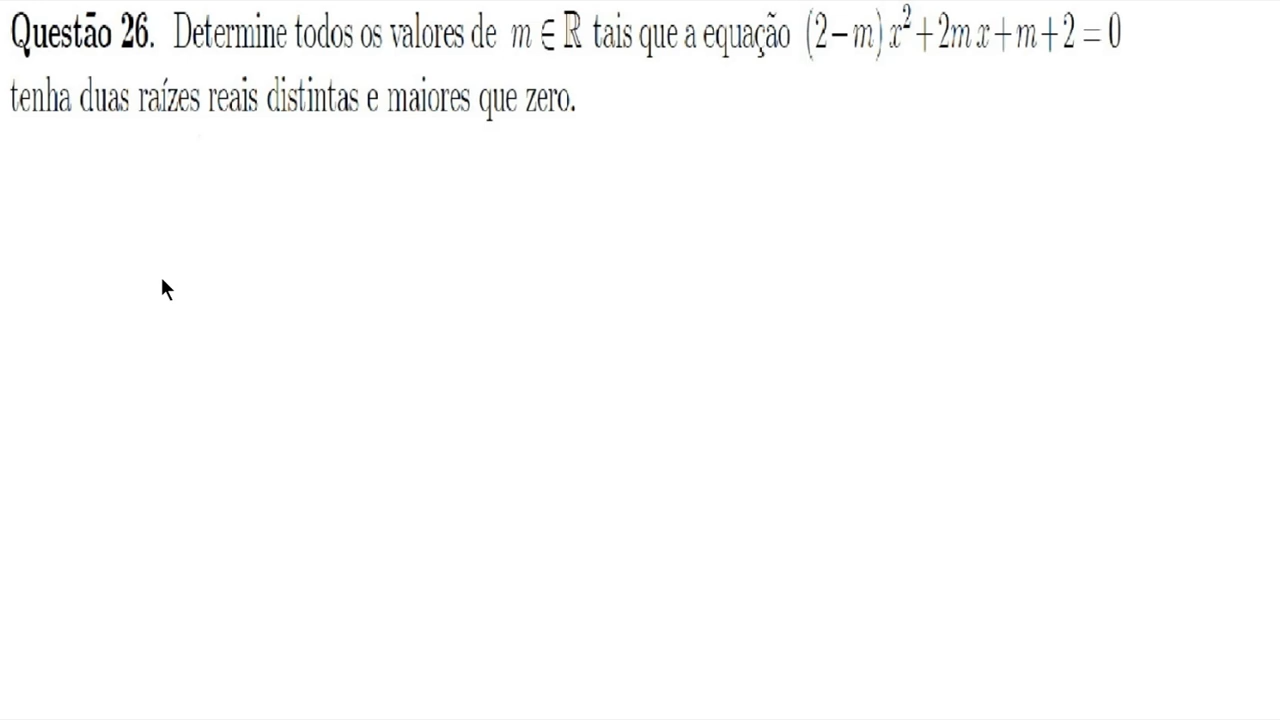 Questão 26. Determine todos os valores de m ∈ ℝ tais que a equação (2−m) x² + 2m x + m + 2 = 0
tenha duas raízes reais distintas e maiores que zero.